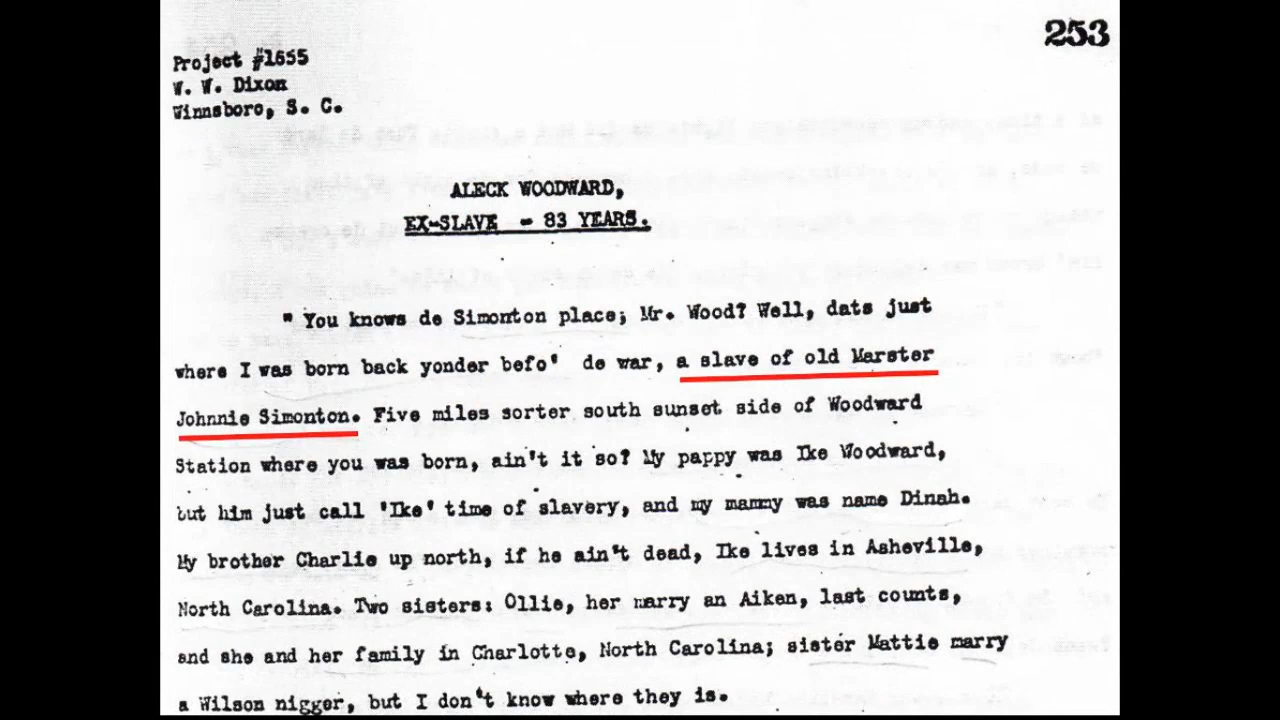 253
Project #1655
W. W. Dixon
Winnsboro, S. C.
ALECK WOODWARD,
EX-SLAVE - 83 YEARS.
" You knows de Simonton place; Mr. Wood? Well, dats just
where I was born back yonder befo' de war, a slave of old Marster
Johnnie Simonton. Five miles sorter south sunset side of Woodward
Station where you was born, ain't it so? My pappy was Ike Woodward,
but him just call 'Ike' time of slavery, and my mammy was name Dinah.
My brother Charlie up north, if he ain't dead, Ike lives in Asheville,
North Carolina. Two sisters: Ollie, her marry an Aiken, last counts,
and she and her family in Charlotte, North Carolina; sister Mattie marry
a Wilson nigger, but I don't know where they is.